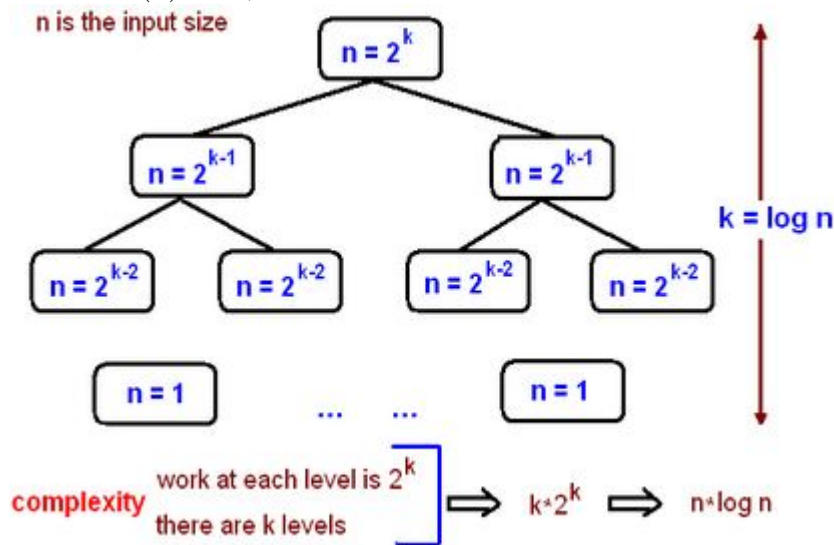 n is the input size
n = 2^k
n = 2^k-1
n = 2^k-1
k = log n
n = 2^k-2
n = 2^k-2
n = 2^k-2
n = 2^k-2
n = 1
... ...
n = 1
complexity
work at each level is 2^k
there are k levels
k*2^k
n*log n